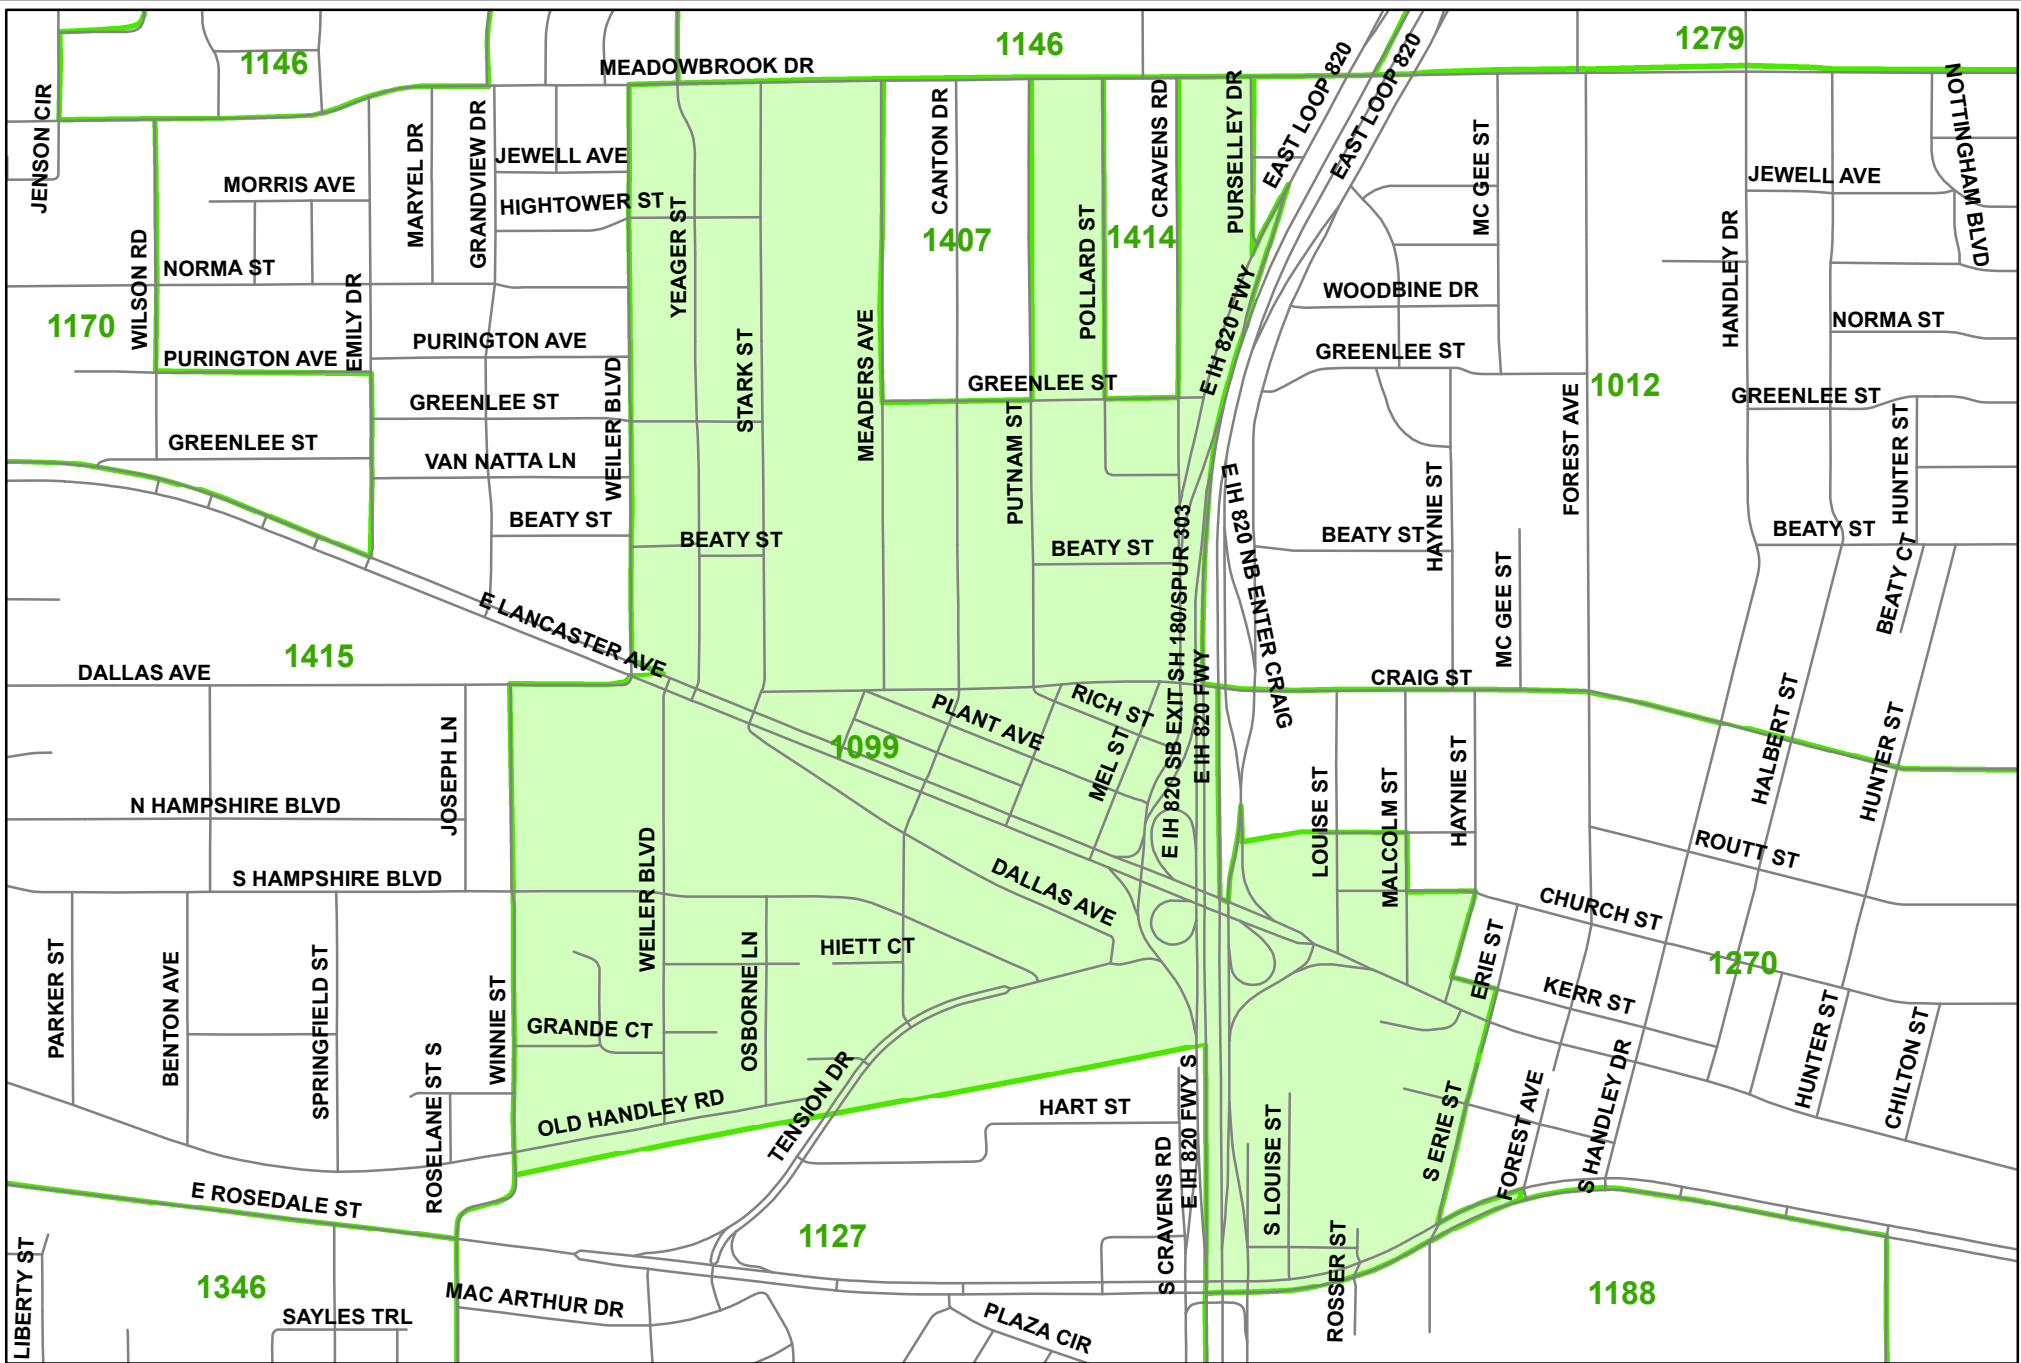 1146
1146
1279
MEADOWBROOK DR
JENSON CIR
MARYEL DR
GRANDVIEW DR
JEWELL AVE
MORRIS AVE
HIGHTOWER ST
YEAGER ST
CANTON DR
CRAVENS RD
PURSELLEY DR
EAST LOOP 820
EAST LOOP 820
MC GEE ST
JEWELL AVE
NOTTINGHAM BLVD
WILSON RD
NORMA ST
1407
POLLARD ST
1414
HANDLEY DR
EMILY DR
1170
PURINGTON AVE
PURINGTON AVE
STARK ST
MEADERS AVE
E IH 820 FWY
WOODBINE DR
NORMA ST
GREENLEE ST
GREENLEE ST
WEILER BLVD
GREENLEE ST
GREENLEE ST
FOREST AVE
1012
GREENLEE ST
HUNTER ST
VAN NATTA LN
PUTNAM ST
HAYNIE ST
BEATY ST
BEATY ST
BEATY ST
E IH 820 SB EXIT SH 180/SPUR 303
E IH 820 NB ENTER CRAIG
BEATY ST
MC GEE ST
BEATY ST
BEATY CT
E LANCASTER AVE
1415
DALLAS AVE
E IH 820 FWY
CRAIG ST
RICH ST
PLANT AVE
MEL ST
1099
JOSEPH LN
N HAMPSHIRE BLVD
LOUISE ST
MALCOLM ST
HAYNIE ST
HALBERT ST
HUNTER ST
ROUTT ST
S HAMPSHIRE BLVD
WEILER BLVD
DALLAS AVE
CHURCH ST
PARKER ST
BENTON AVE
SPRINGFIELD ST
WINNIE ST
HIETT CT
OSBORNE LN
ERIE ST
1270
KERR ST
GRANDE CT
HUNTER ST
CHILTON ST
ROSELANE ST S
OLD HANDLEY RD
TENSION DR
HART ST
E IH 820 FWY S
S CRAVENS RD
S LOUISE ST
S ERIE ST
FOREST AVE
S HANDLEY DR
E ROSEDALE ST
1127
LIBERTY ST
1346
SAYLES TRL
MAC ARTHUR DR
PLAZA CIR
ROSSER ST
1188